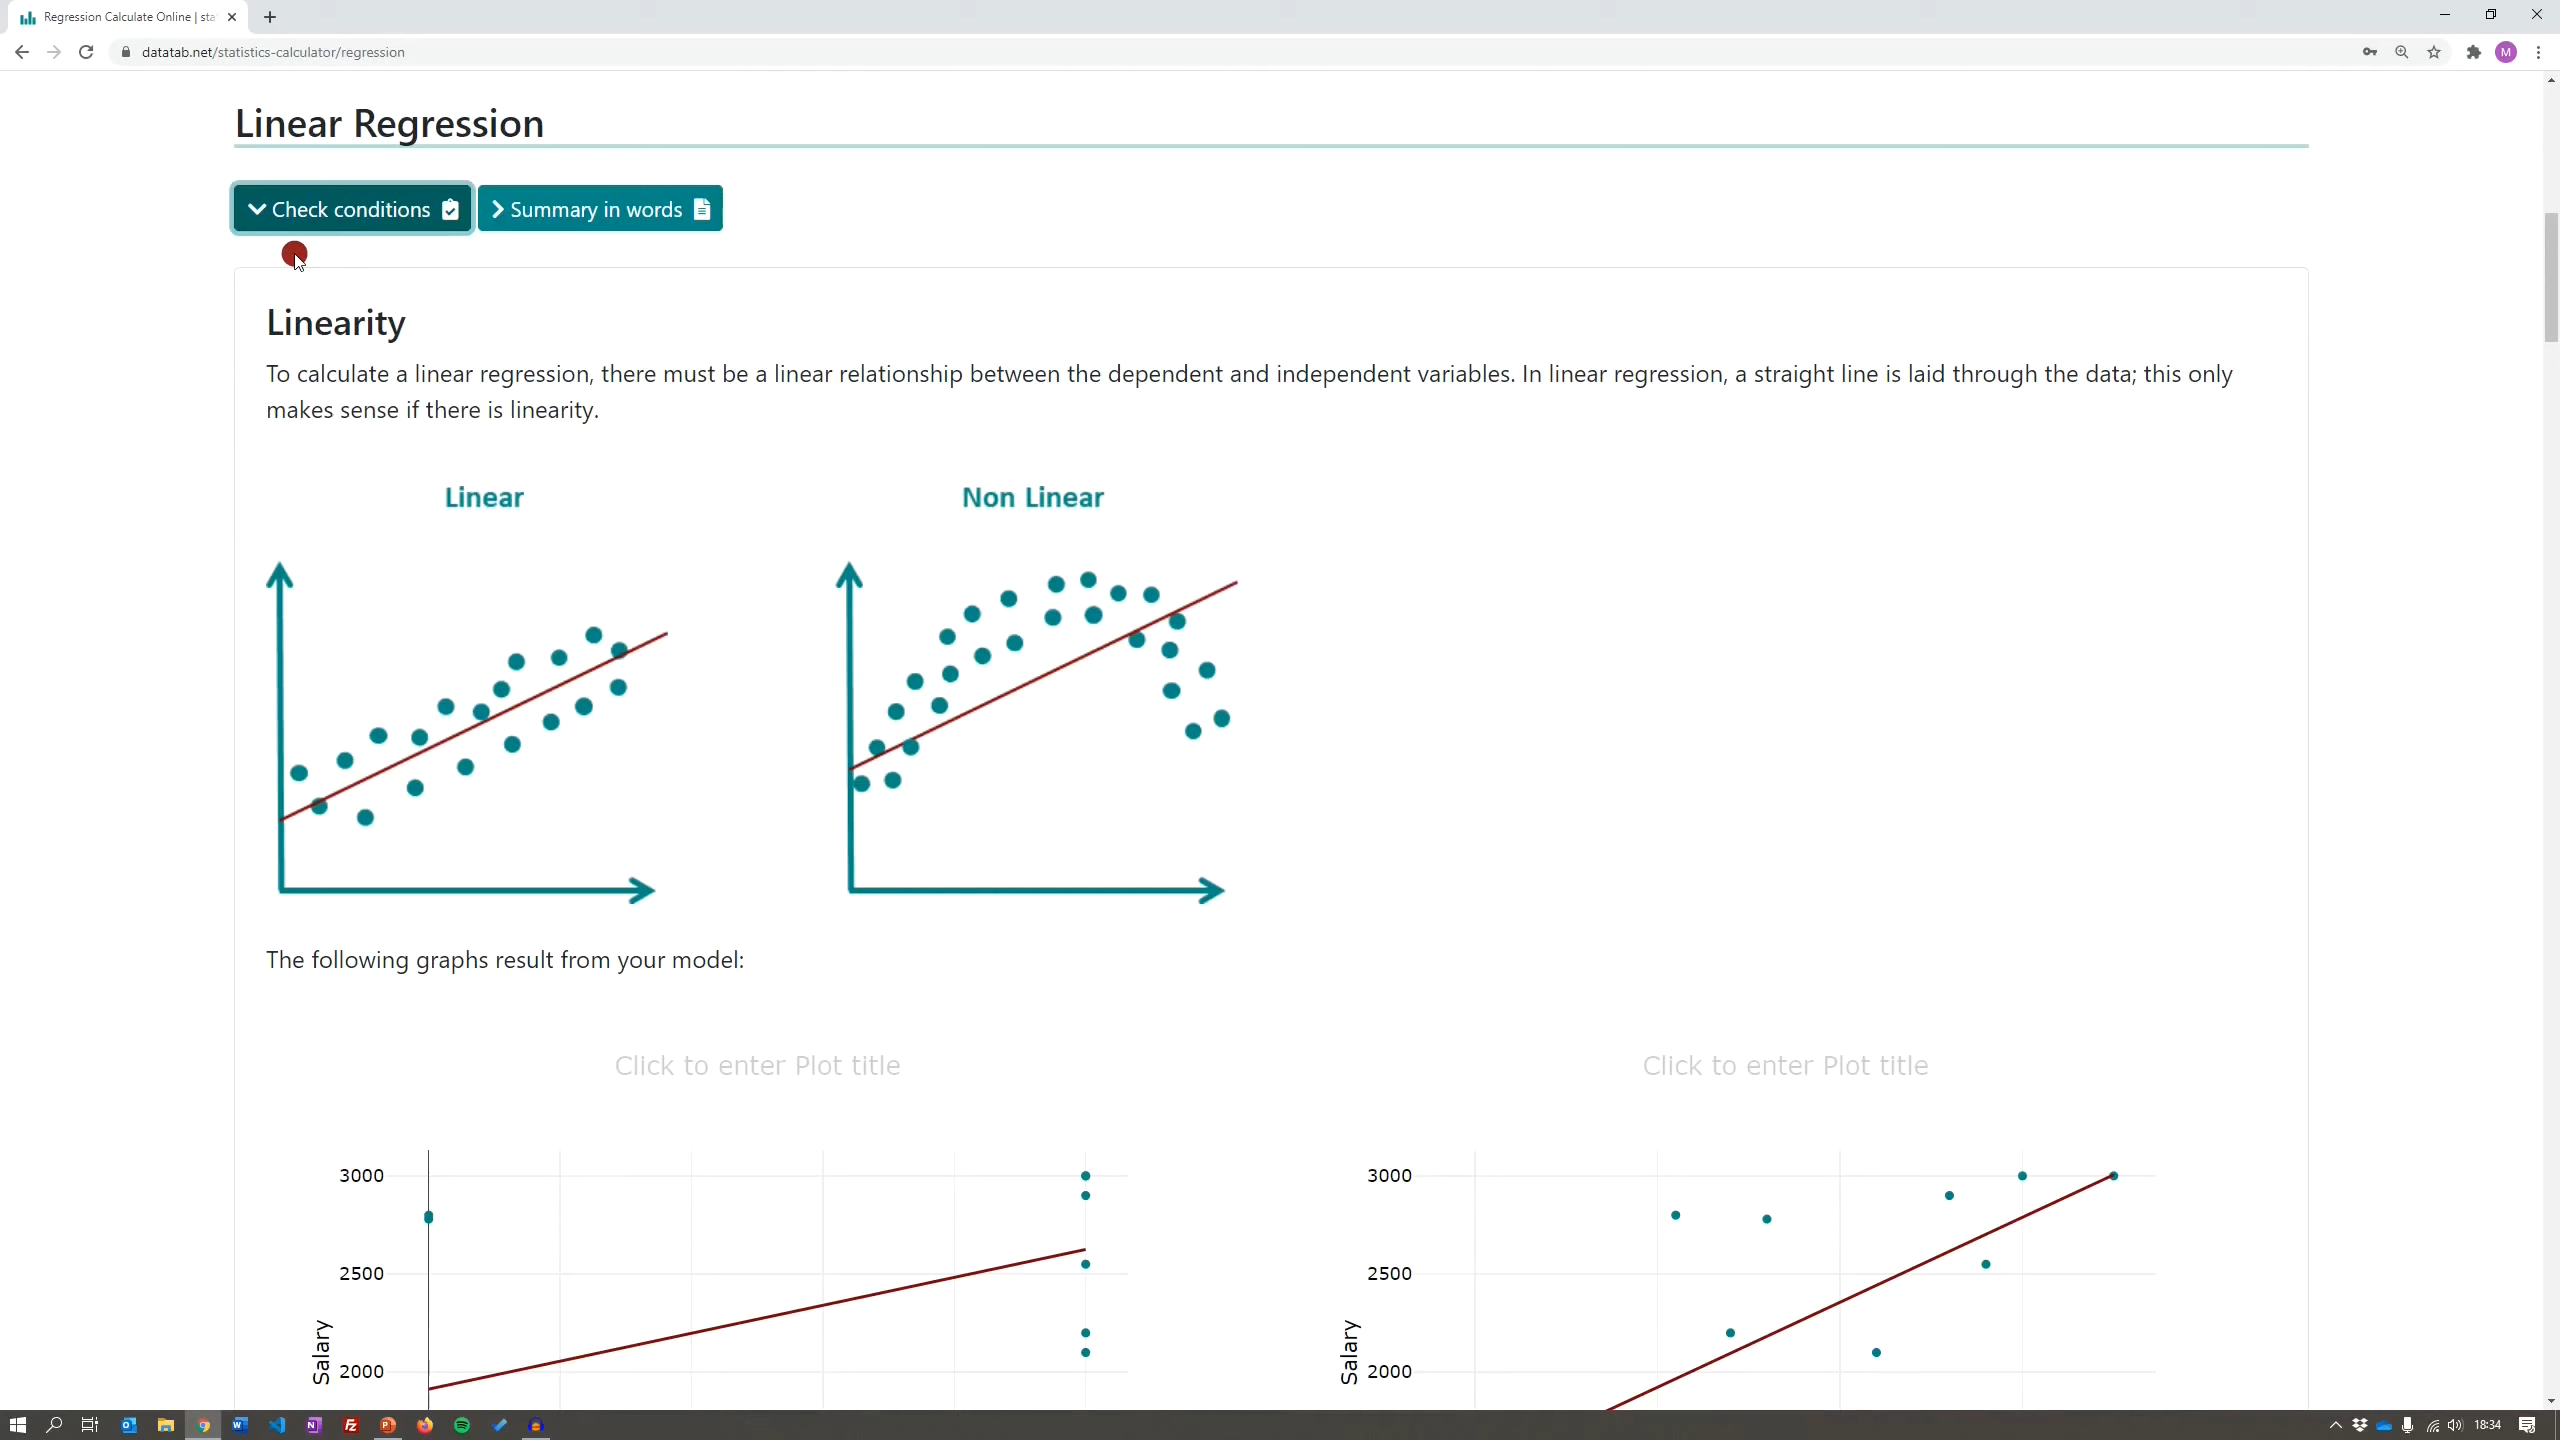 Regression Calculate Online | sta
datatab.net/statistics-calculator/regression
M
Linear Regression
Check conditions
Summary in words
Linearity
To calculate a linear regression, there must be a linear relationship between the dependent and independent variables. In linear regression, a straight line is laid through the data; this only
makes sense if there is linearity.
Linear
Non Linear
The following graphs result from your model:
Click to enter Plot title
Click to enter Plot title
3000
2500
2000
Salary
3000
2500
2000
Salary
18:34